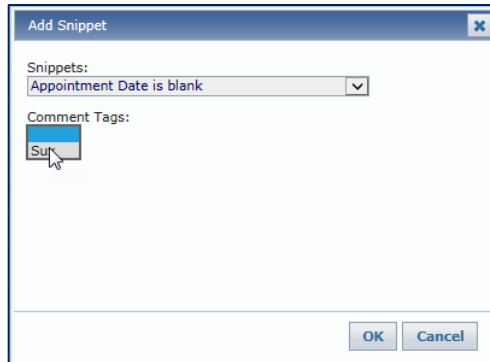 Add Snippet
Snippets:
Appointment Date is blank
Comment Tags:
OK Cancel